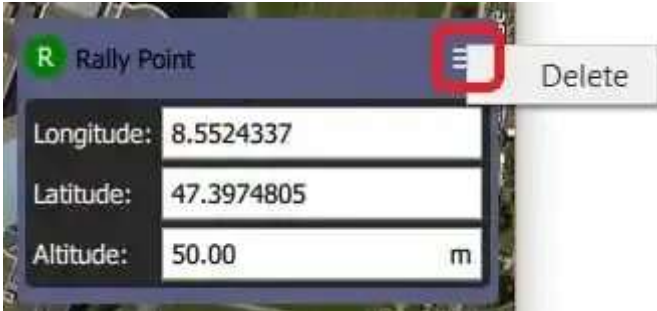 R Rally Point
Delete
Longitude: 8.5524337
Latitude: 47.3974805
Altitude: 50.00 m